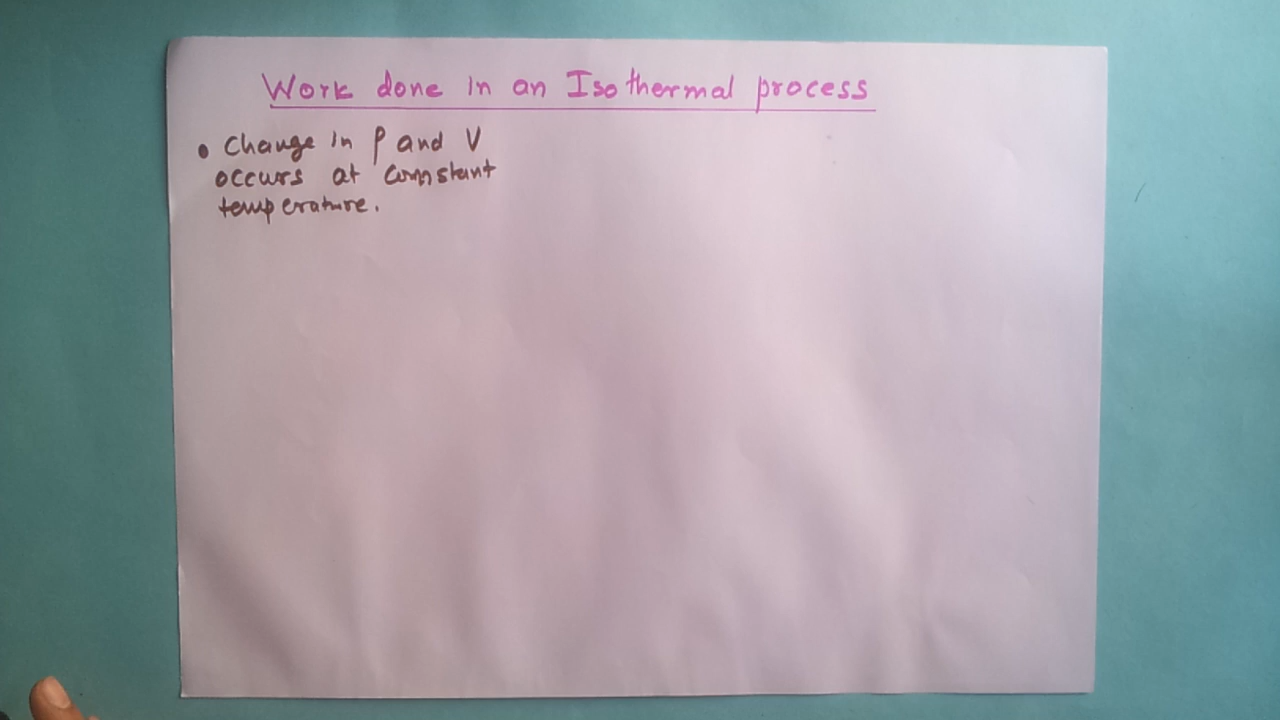 Work done in an Isothermal process
• Change in P and V
occurs at constant
temperature.